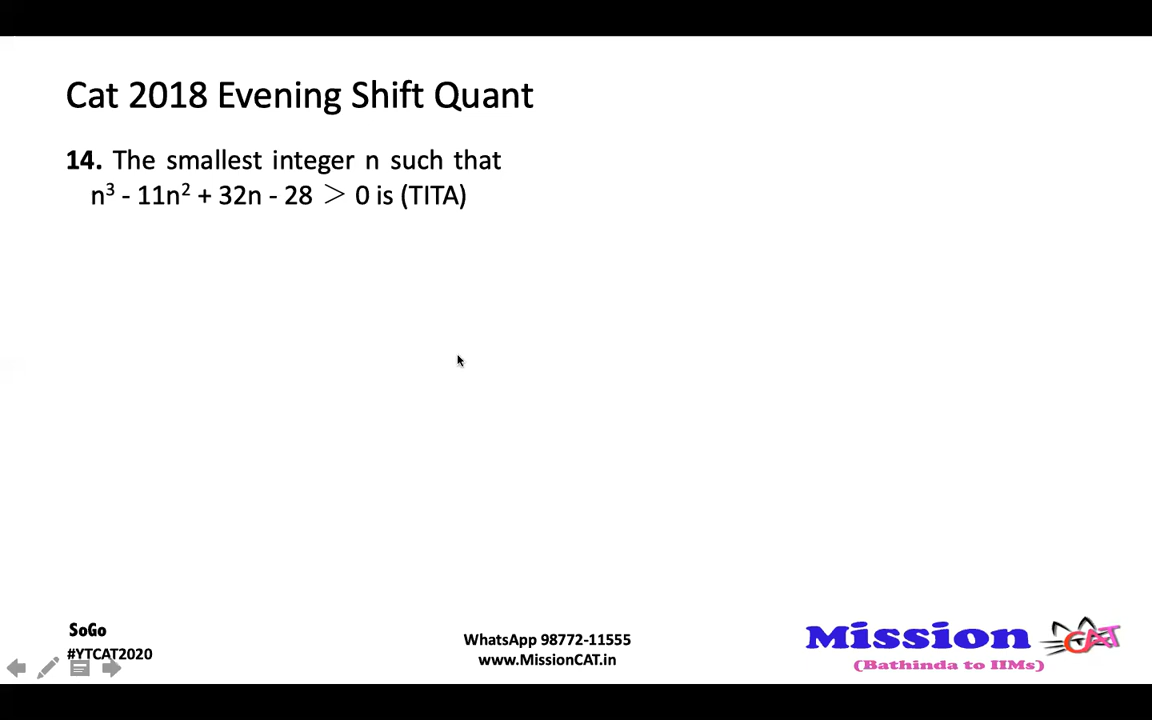 Cat 2018 Evening Shift Quant
14. The smallest integer n such that
n³ - 11n² + 32n - 28 > 0 is (TITA)
SoGo
#YTCAT2020
WhatsApp 98772-11555
www.MissionCAT.in
Mission CAT
(Bathinda to IIMs)